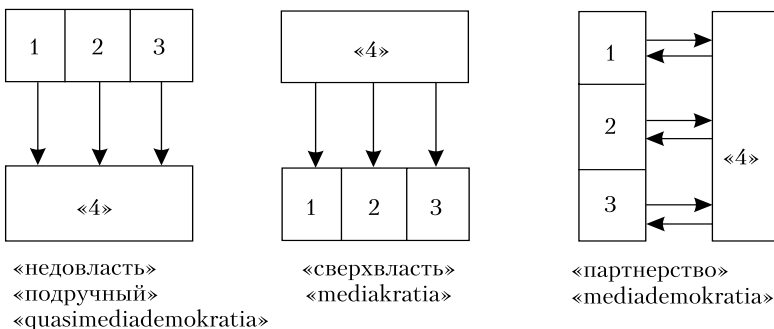 1 2 3
«4»
«недовласть»
«подручный»
«quasimediademokratia»
«4»
1 2 3
«сверхвласть»
«mediakratia»
1
2
3
«4»
«партнерство»
«mediademokratia»